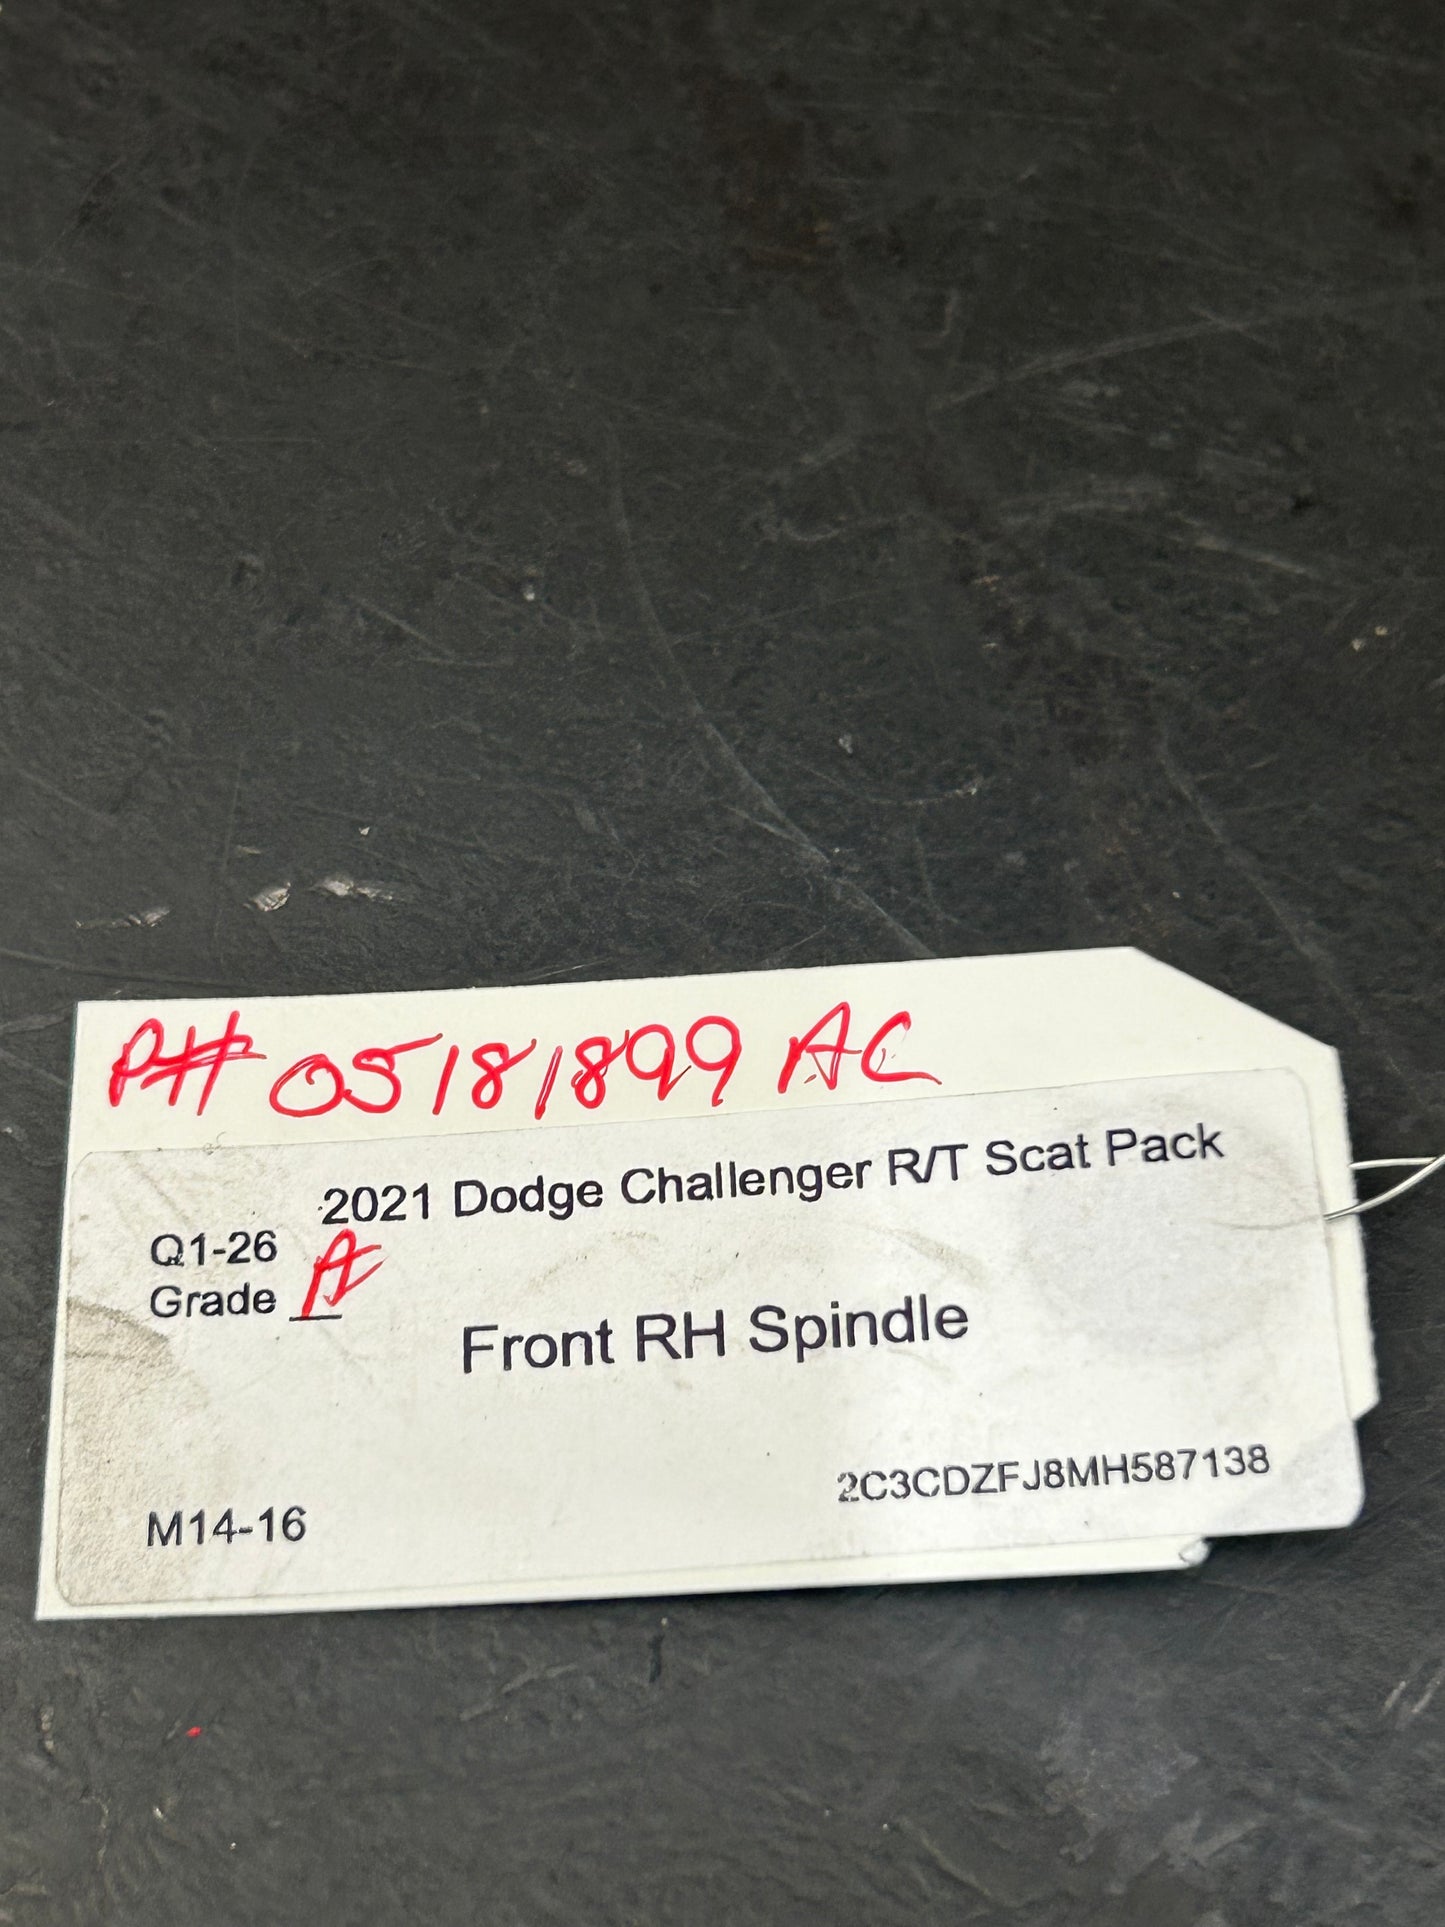 P# 05181899 AC
2021 Dodge Challenger R/T Scat Pack
Q1-26
Grade A
Front RH Spindle
2C3CDZFJ8MH587138
M14-16